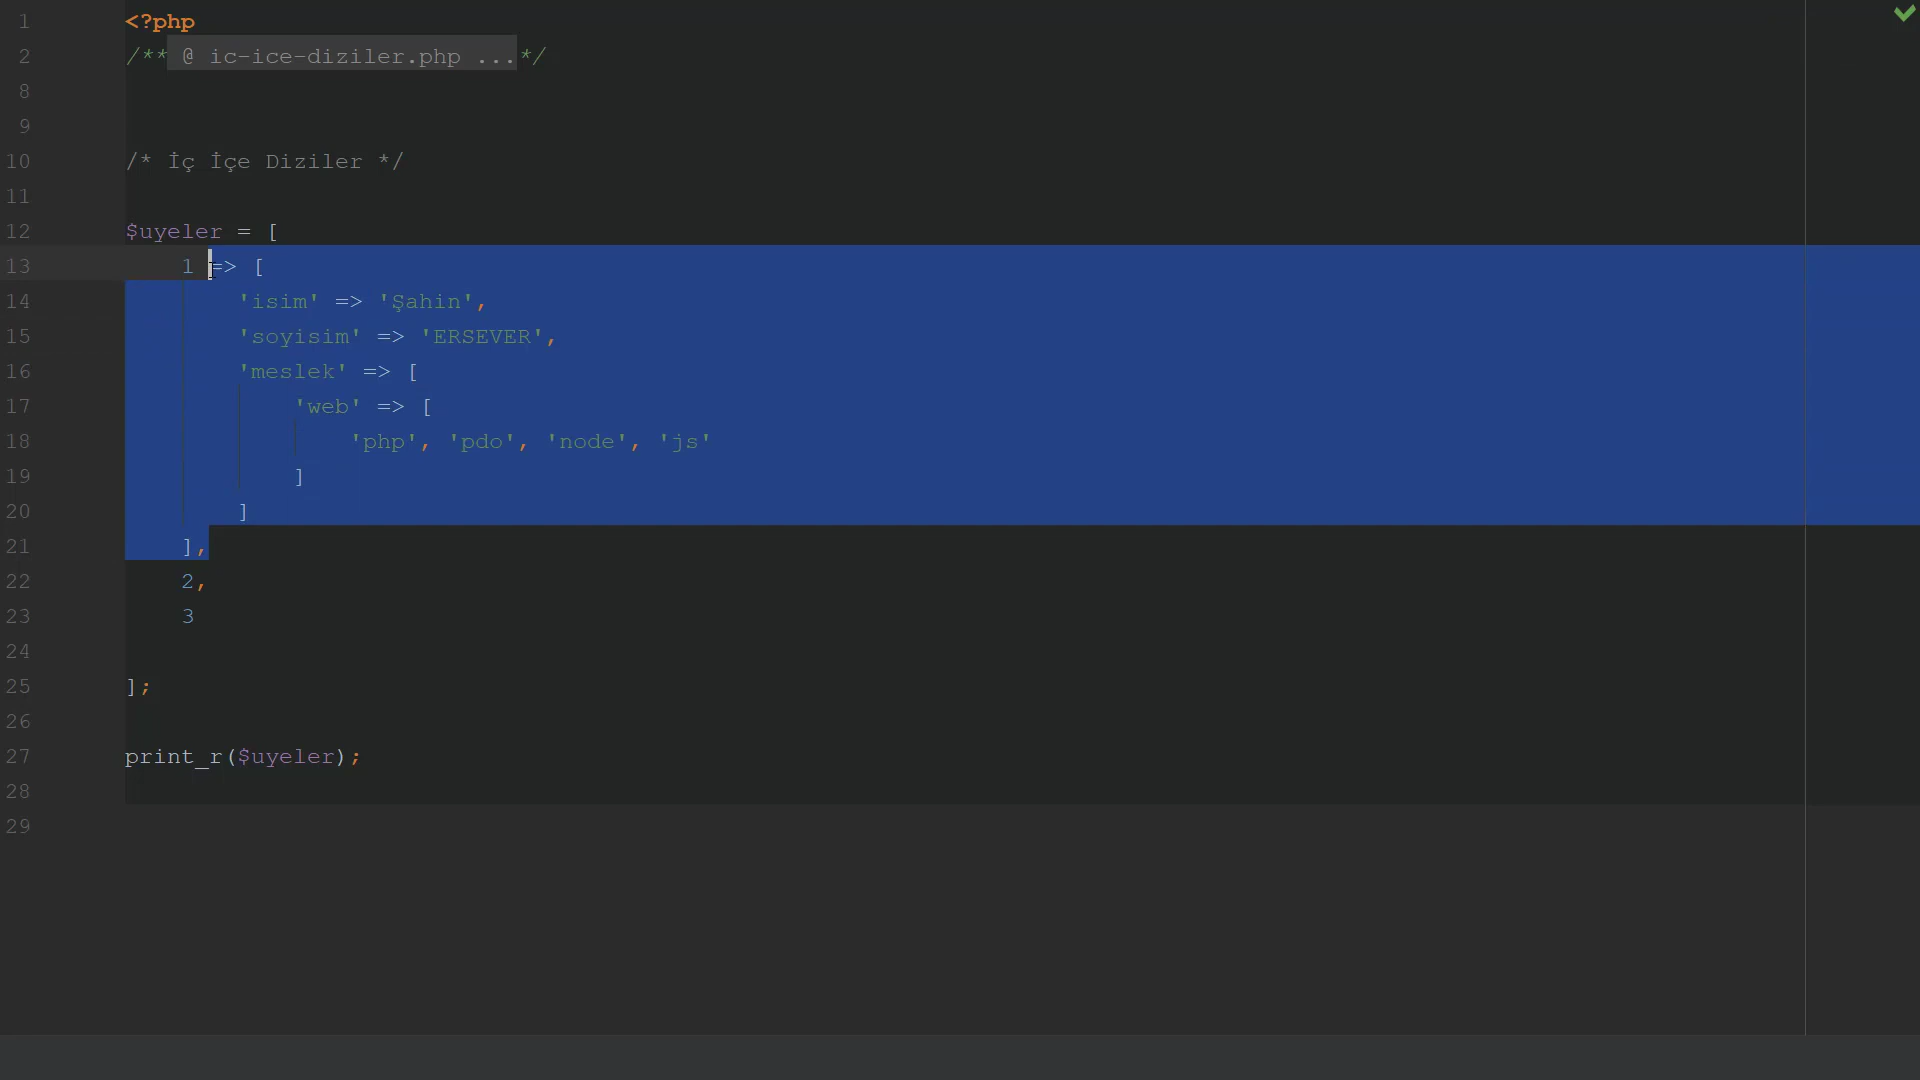 1 <?php
2 /** @ ic-ice-diziler.php ...*/
8
9
10 /* İç İçe Diziler */
11
12 $uyeler = [
13 1 => [
14 'isim' => 'Şahin',
15 'soyisim' => 'ERSEVER',
16 'meslek' => [
17 'web' => [
18 'php', 'pdo', 'node', 'js'
19 ]
20 ]
21 ],
22 2,
23 3
24
25 ];
26
27 print_r($uyeler);
28
29